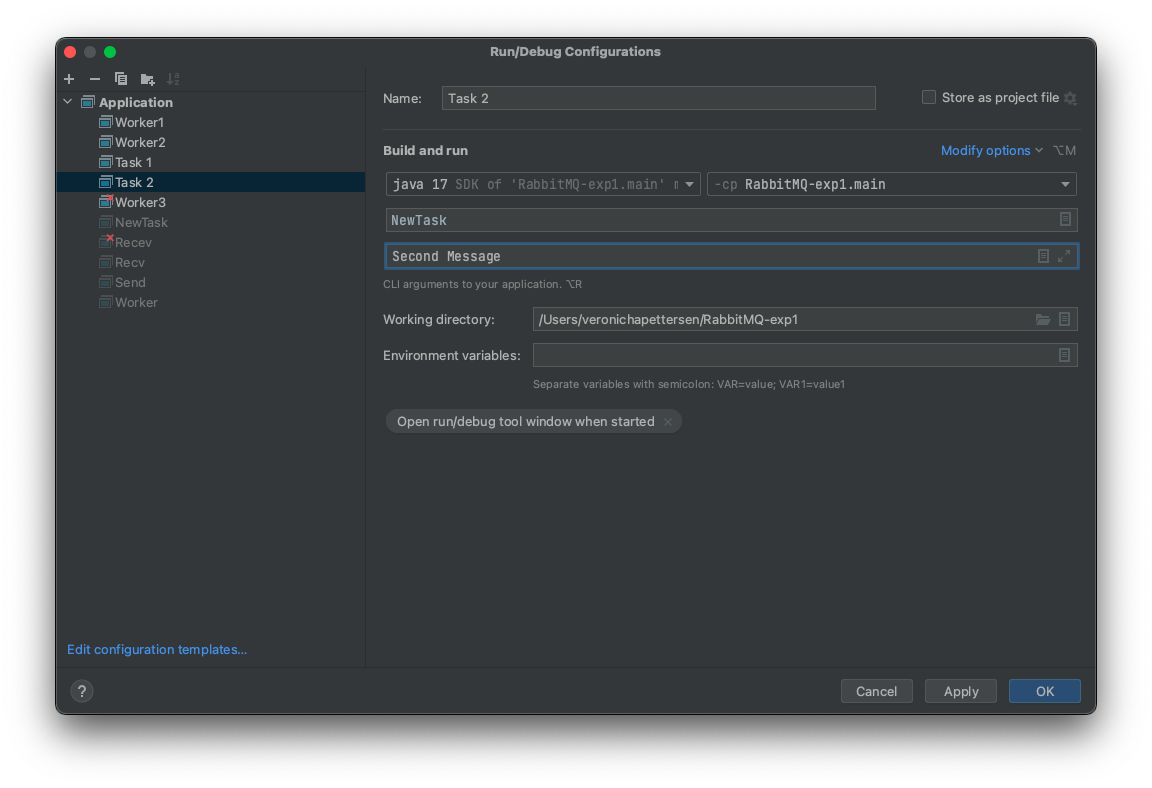 Run/Debug Configurations
Application
Worker1
Worker2
Task 1
Task 2
Worker3
NewTask
Recev
Recv
Send
Worker
Edit configuration templates...
Name: Task 2 Store as project file
Build and run Modify options ⌥M
java 17 SDK of 'RabbitMQ-exp1.main' -cp RabbitMQ-exp1.main
NewTask
Second Message
CLI arguments to your application. ⌥R
Working directory: /Users/veronichapettersen/RabbitMQ-exp1
Environment variables:
Separate variables with semicolon: VAR=value; VAR1=value1
Open run/debug tool window when started ×
? Cancel Apply OK